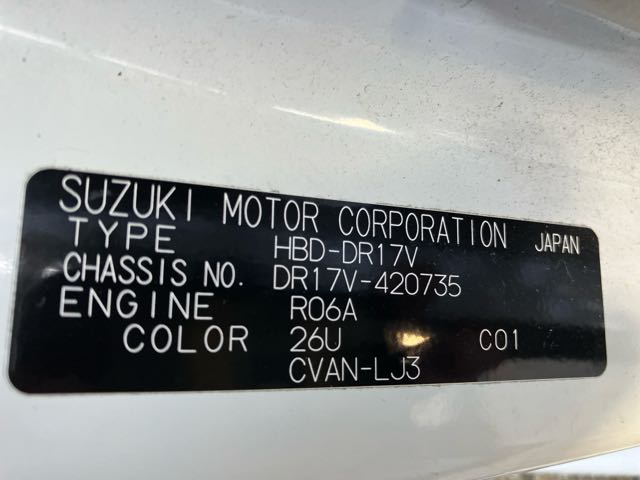 SUZUKI MOTOR CORPORATION JAPAN
TYPE HBD-DR17V
CHASSIS NO. DR17V-420735
ENGINE R06A
COLOR 26U C01
CVAN-LJ3